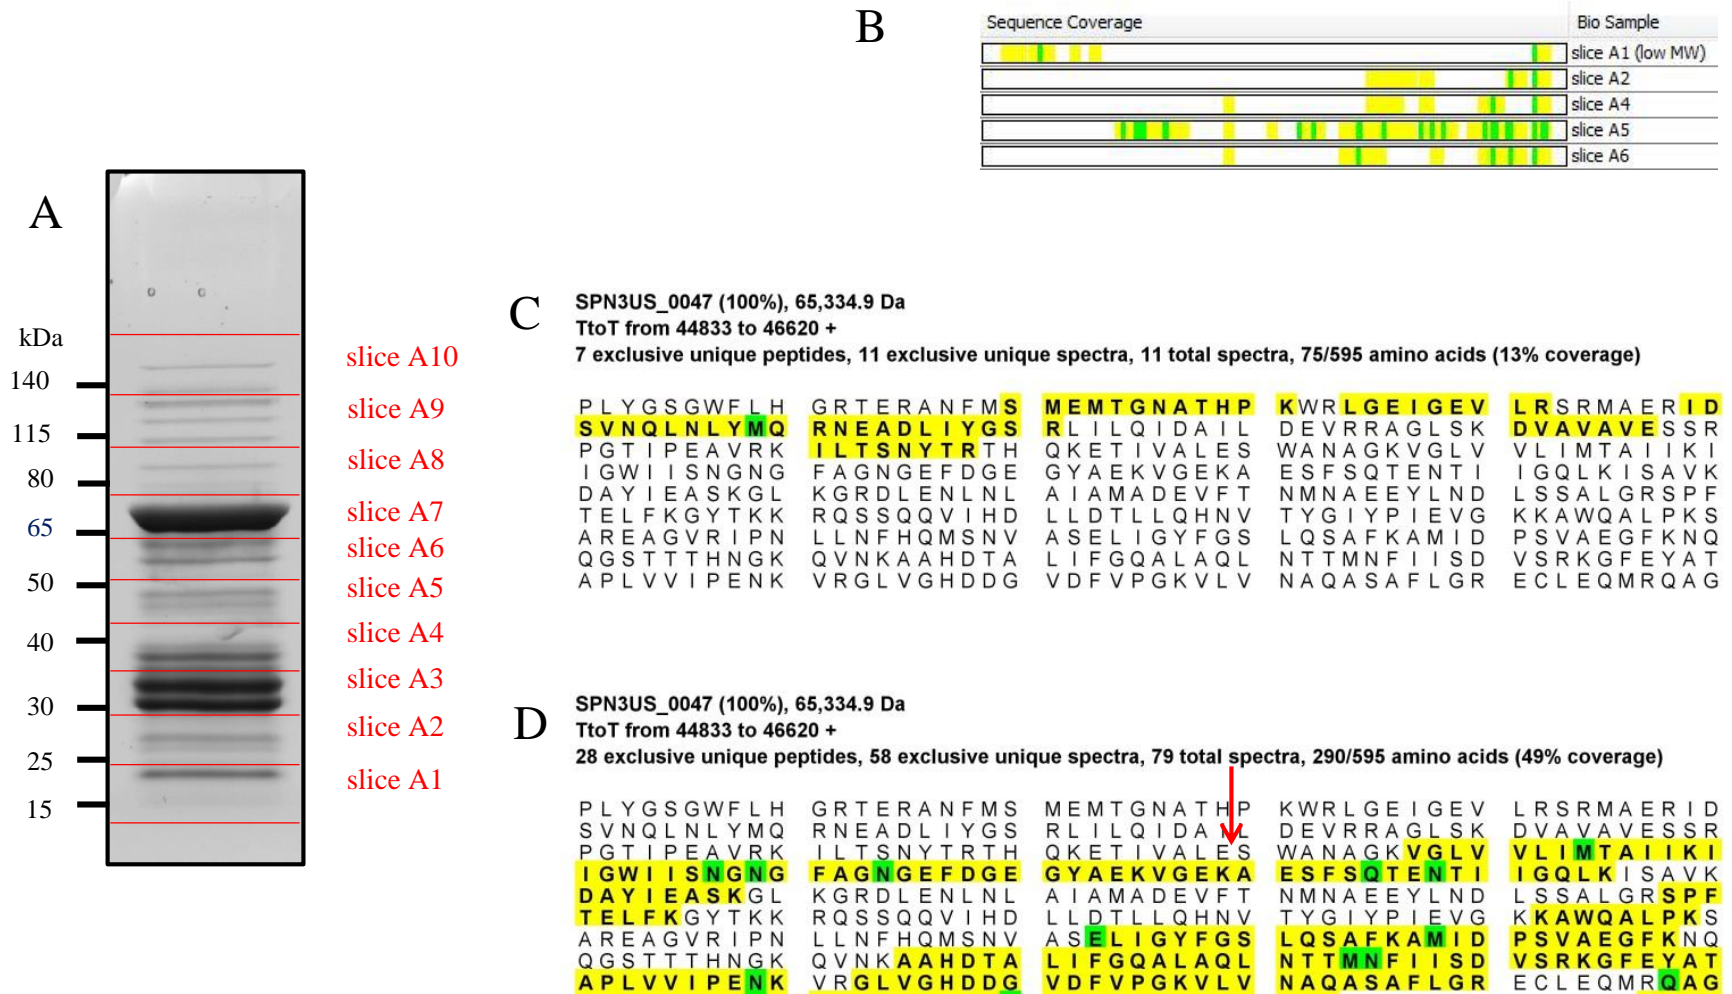 A
kDa
140
115
80
65
50
40
30
25
15
slice A10
slice A9
slice A8
slice A7
slice A6
slice A5
slice A4
slice A3
slice A2
slice A1
B
Sequence Coverage Bio Sample
slice A1 (low MW)
slice A2
slice A4
slice A5
slice A6
C
SPN3US_0047 (100%), 65,334.9 Da
TtoT from 44833 to 46620 +
7 exclusive unique peptides, 11 exclusive unique spectra, 11 total spectra, 75/595 amino acids (13% coverage)
PLYGSGWFLH GRTERANFMS MEMTGNATHP KWRLGEIGEV LRSRMAERID
SVNQLNLYMQ RNEADLIYGS RLILQIDAIL DEVRRAGLSK DVAVAVESSR
PGTIPEAVRK ILTSNYTRTH QKETIVALES WANAGKVGLV VLIMTAIIKI
IGWIISNGNG FAGNGEFDGE GYAEKVGEKA ESFSQTENTI IGQLKISAVK
DAYIEASKGL KGRDLENLNL AIAMADEVFT NMNAEEYLND LSSALGRSPF
TELFKGYTKK RQSSQQVIHD LLDTLLQHNV TYGIYPIEVG KKAWQALPKS
AREAGVRIPN LLNFHQMSNV ASELIGYFGS LQSAFKAMID PSVAEGFKNQ
QGSTTTHNGK QVNKAAHDTA LIFGQALAQL NTTMNFIISD VSRKGFEYAT
APLVVIPENK VRGLVGHDDG VDFVPGKVLV NAQASAFLGR ECLEQMRQAG
D
SPN3US_0047 (100%), 65,334.9 Da
TtoT from 44833 to 46620 +
28 exclusive unique peptides, 58 exclusive unique spectra, 79 total spectra, 290/595 amino acids (49% coverage)
PLYGSGWFLH GRTERANFMS MEMTGNATHP KWRLGEIGEV LRSRMAERID
SVNQLNLYMQ RNEADLIYGS RLILQIDAIL DEVRRAGLSK DVAVAVESSR
PGTIPEAVRK ILTSNYTRTH QKETIVALES WANAGKVGLV VLIMTAIIKI
IGWIISNGNG FAGNGEFDGE GYAEKVGEKA ESFSQTENTI IGQLKISAVK
DAYIEASKGL KGRDLENLNL AIAMADEVFT NMNAEEYLND LSSALGRSPF
TELFKGYTKK RQSSQQVIHD LLDTLLQHNV TYGIYPIEVG KKAWQALPKS
AREAGVRIPN LLNFHQMSNV ASELIGYFGS LQSAFKAMID PSVAEGFKNQ
QGSTTTHNGK QVNKAAHDTA LIFGQALAQL NTTMNFIISD VSRKGFEYAT
APLVVIPENK VRGLVGHDDG VDFVPGKVLV NAQASAFLGR ECLEQMRQAG